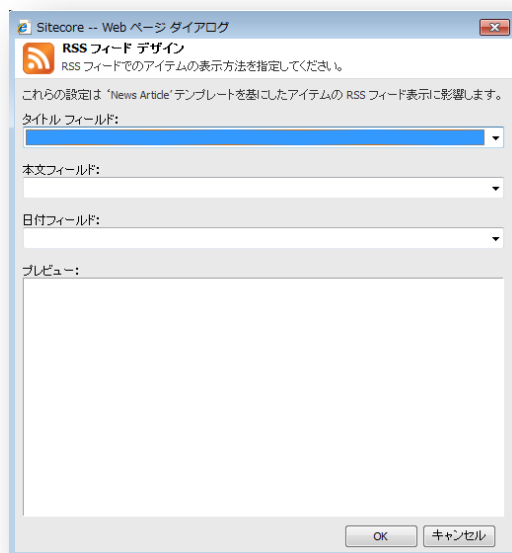 Sitecore -- Web ページ ダイアログ
RSS フィード デザイン
RSS フィードでのアイテムの表示方法を指定してください。
これらの設定は 'News Article' テンプレートを基にしたアイテムの RSS フィード表示に影響します。
タイトル フィールド:
本文フィールド:
日付フィールド:
プレビュー:
OK キャンセル